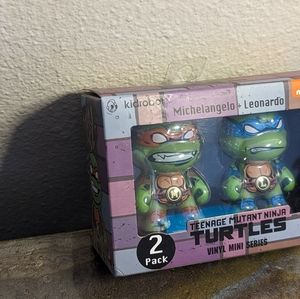 kidrobot
Michelangelo + Leonardo
TEENAGE MUTANT NINJA
TURTLES
VINYL MINI SERIES
2
Pack